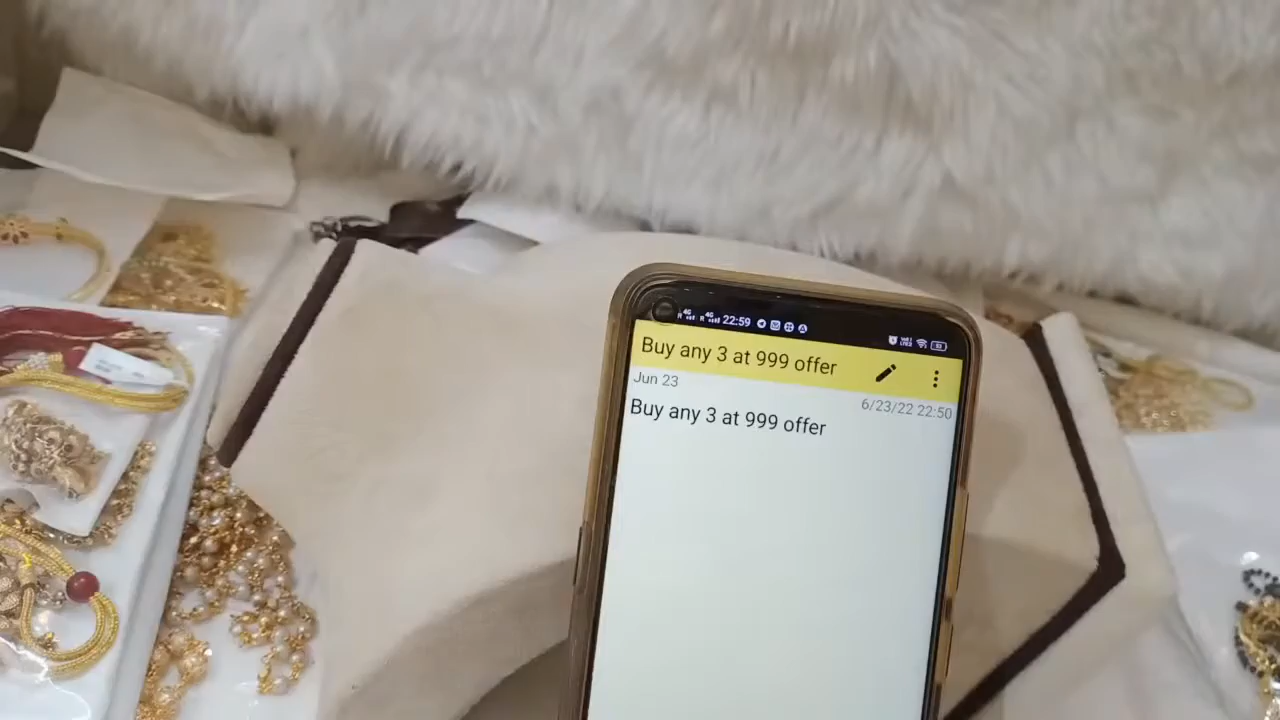 22:59
Buy any 3 at 999 offer
Jun 23
6/23/22 22:50
Buy any 3 at 999 offer